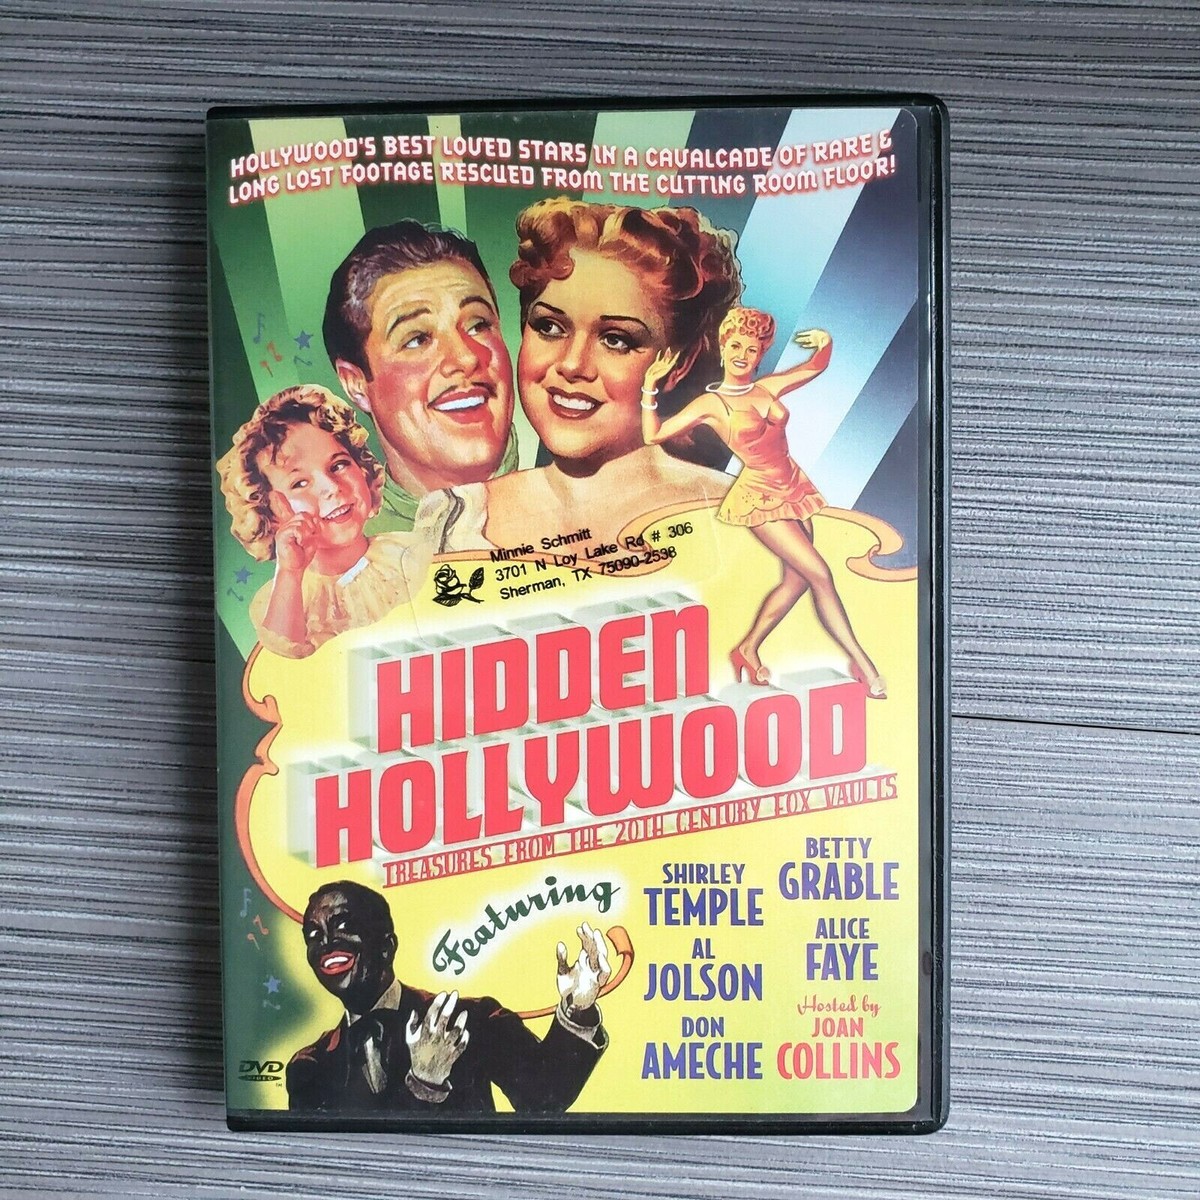 HOLLYWOOD'S BEST LOVED STARS IN A CAVALCADE OF RARE &
LONG LOST FOOTAGE RESCUED FROM THE CUTTING ROOM FLOOR!
Minnie Schmitt
3701 N Loy Lake Rd # 306
Sherman, TX 75090-2538
HIDDEN
HOLLYWOOD
TREASURES FROM THE 20TH CENTURY FOX VAULTS
Featuring
SHIRLEY
TEMPLE
AL
JOLSON
DON
AMECHE
BETTY
GRABLE
ALICE
FAYE
Hosted by
JOAN
COLLINS
DVD
VIDEO
TM